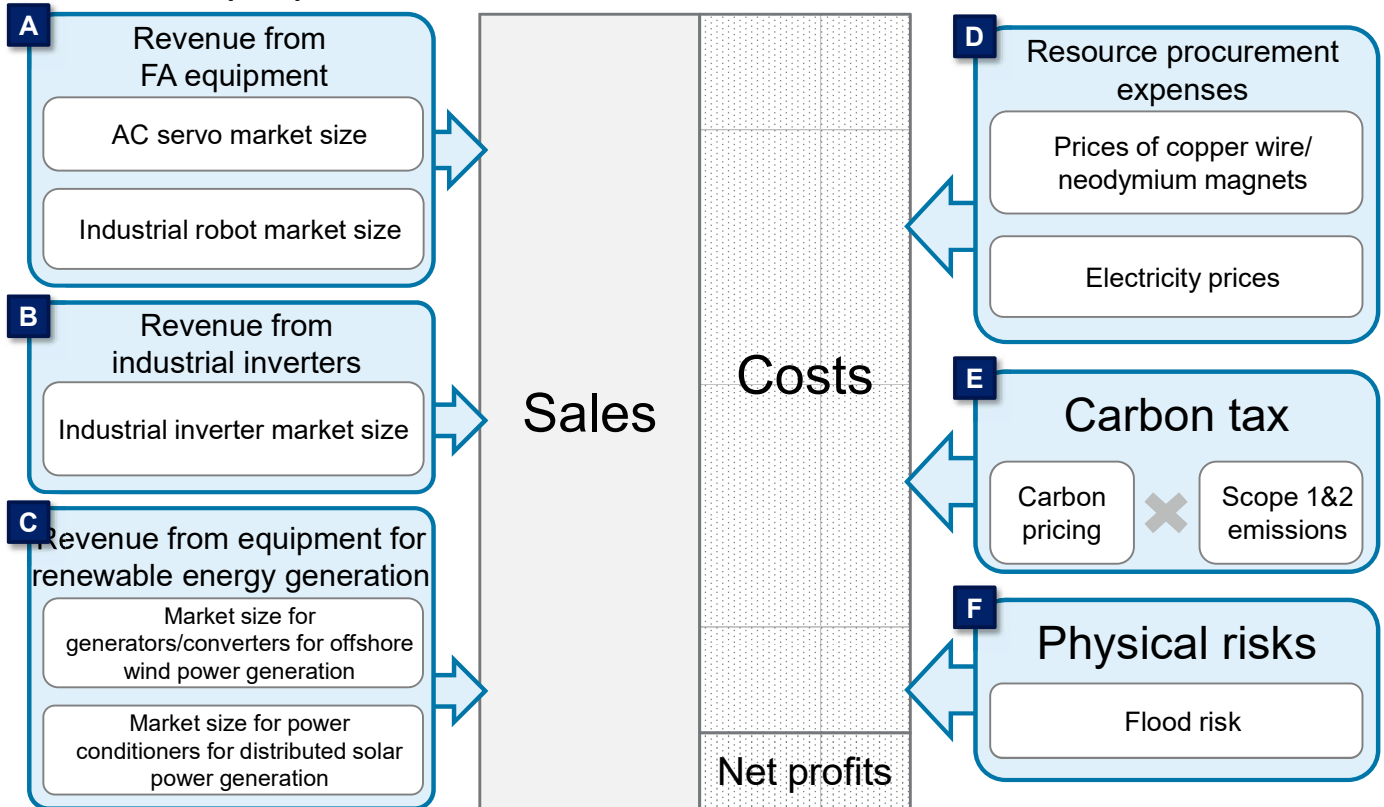 A
Revenue from
FA equipment
AC servo market size
Industrial robot market size
B
Revenue from
industrial inverters
Industrial inverter market size
C
Revenue from equipment for
renewable energy generation
Market size for
generators/converters for offshore
wind power generation
Market size for power
conditioners for distributed solar
power generation
Sales
Costs
Net profits
D
Resource procurement
expenses
Prices of copper wire/
neodymium magnets
Electricity prices
E
Carbon tax
Carbon
pricing
Scope 1&2
emissions
F
Physical risks
Flood risk